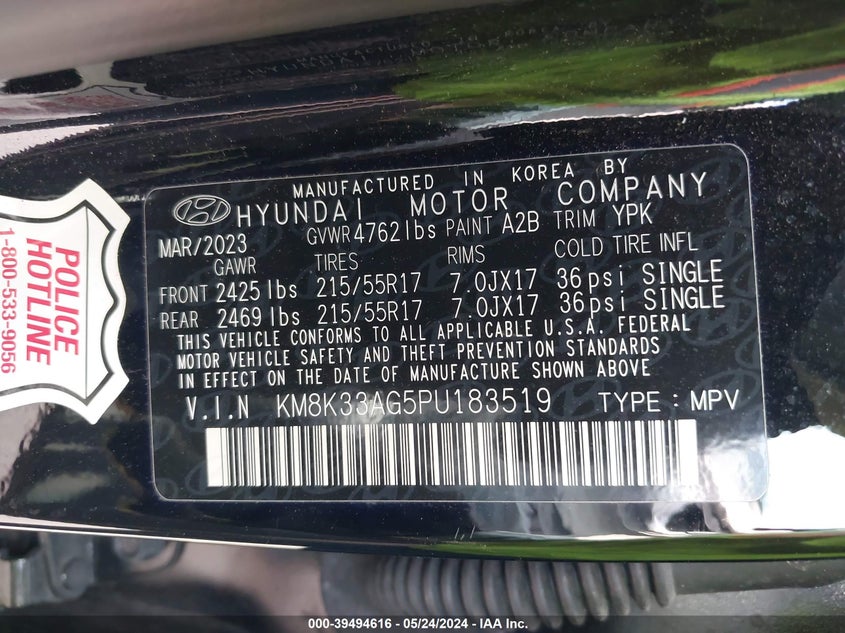 MANUFACTURED IN KOREA BY
HYUNDAI MOTOR COMPANY
MAR/2023 GVWR 4762 lbs PAINT A2B TRIM YPK
GAWR TIRES RIMS COLD TIRE INFL
FRONT 2425 lbs 215/55R17 7.0JX17 36 psi SINGLE
REAR 2469 lbs 215/55R17 7.0JX17 36 psi SINGLE
THIS VEHICLE CONFORMS TO ALL APPLICABLE U.S.A. FEDERAL
MOTOR VEHICLE SAFETY AND THEFT PREVENTION STANDARDS
IN EFFECT ON THE DATE OF MANUFACTURE SHOWN ABOVE
V.I.N KM8K33AG5PU183519 TYPE : MPV
POLICE
HOTLINE
1-800-533-9056
000-39494616 - 05/24/2024 - IAA Inc.